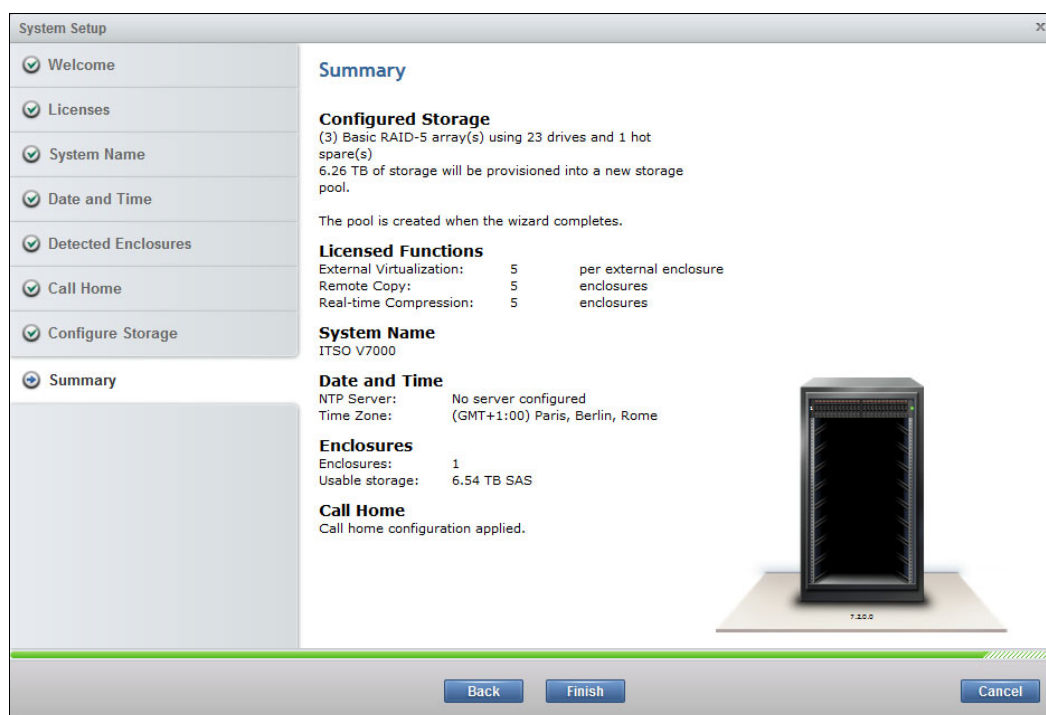 System Setup
x
Welcome
Licenses
System Name
Date and Time
Detected Enclosures
Call Home
Configure Storage
Summary
Summary
Configured Storage
(3) Basic RAID-5 array(s) using 23 drives and 1 hot
spare(s)
6.26 TB of storage will be provisioned into a new storage
pool.
The pool is created when the wizard completes.
Licensed Functions
External Virtualization: 5 per external enclosure
Remote Copy: 5 enclosures
Real-time Compression: 5 enclosures
System Name
ITSO V7000
Date and Time
NTP Server: No server configured
Time Zone: (GMT+1:00) Paris, Berlin, Rome
Enclosures
Enclosures: 1
Usable storage: 6.54 TB SAS
Call Home
Call home configuration applied.
Back Finish Cancel